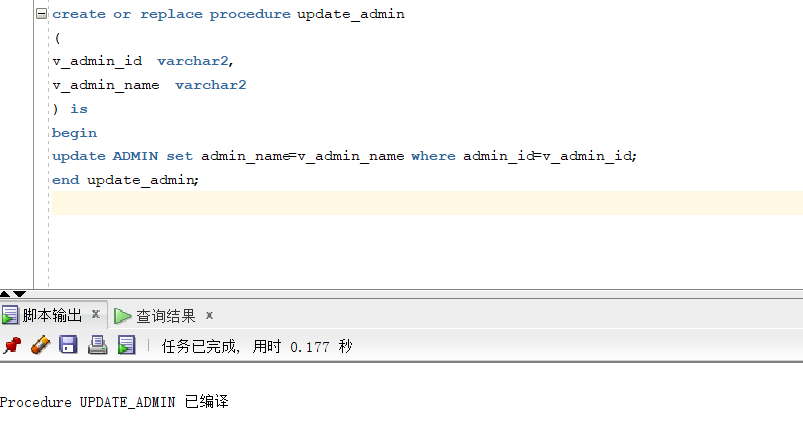 create or replace procedure update_admin
(
v_admin_id  varchar2,
v_admin_name  varchar2
) is
begin
update ADMIN set admin_name=v_admin_name where admin_id=v_admin_id;
end update_admin;
脚本输出 x 查询结果 x
任务已完成, 用时 0.177 秒
Procedure UPDATE_ADMIN 已编译